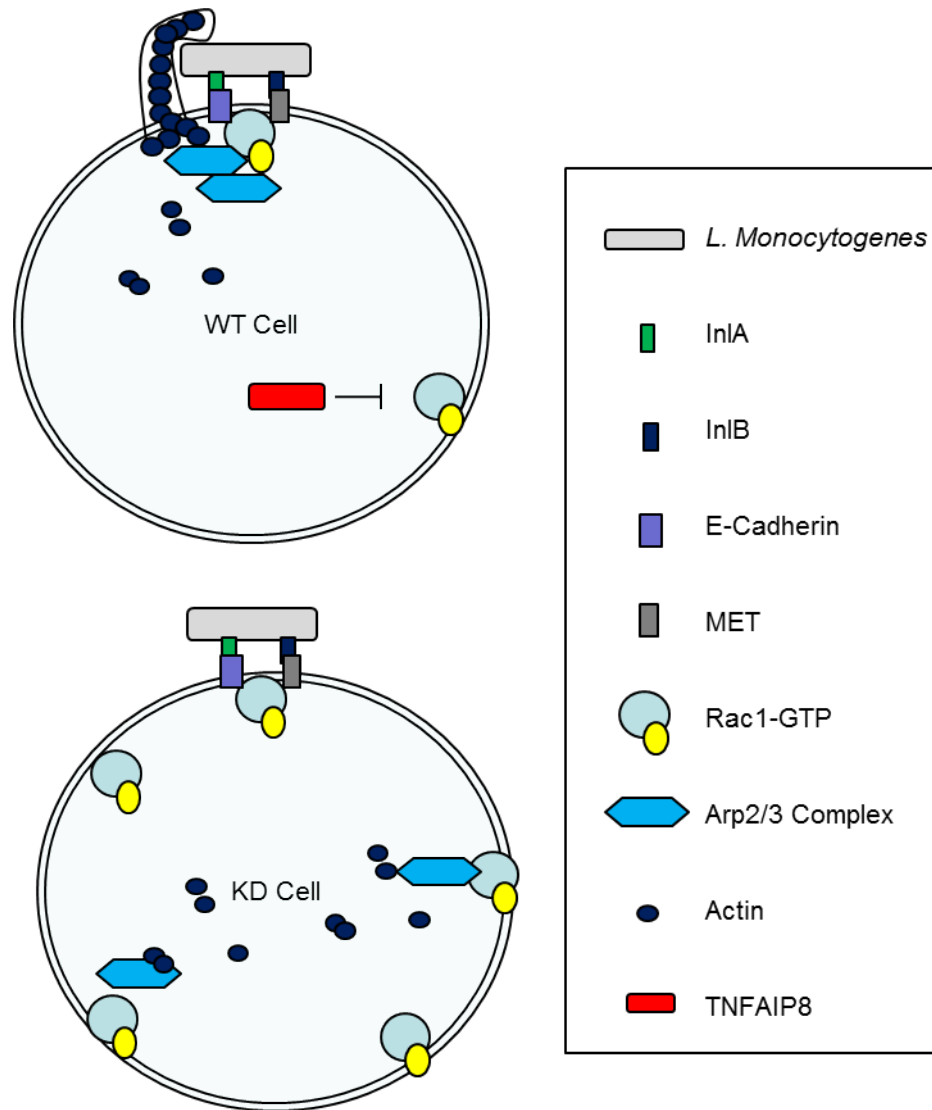 WT Cell
KD Cell
L. Monocytogenes
InlA
InlB
E-Cadherin
MET
Rac1-GTP
Arp2/3 Complex
Actin
TNFAIP8